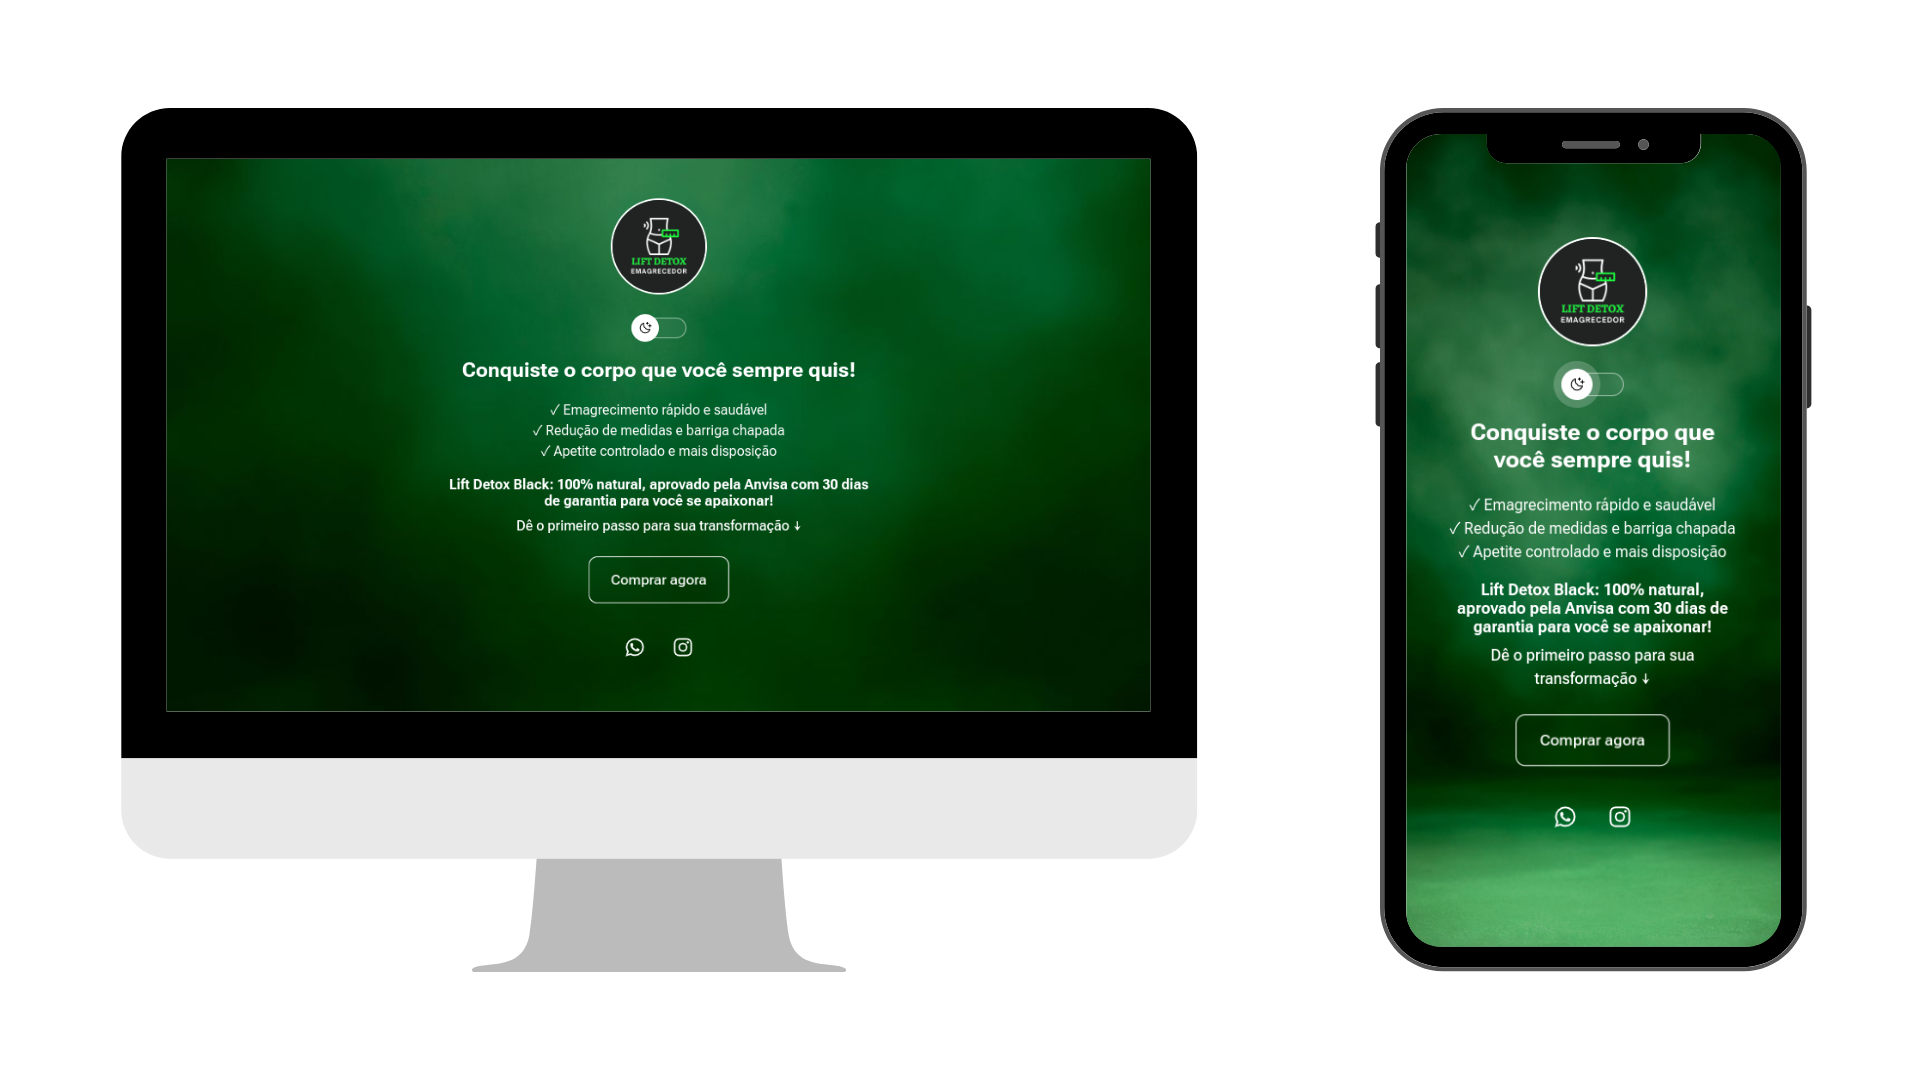 LIFT DETOX
EMAGRECEDOR
Conquiste o corpo que você sempre quis!
✓ Emagrecimento rápido e saudável
✓ Redução de medidas e barriga chapada
✓ Apetite controlado e mais disposição
Lift Detox Black: 100% natural, aprovado pela Anvisa com 30 dias
de garantia para você se apaixonar!
Dê o primeiro passo para sua transformação ↓
Comprar agora
LIFT DETOX
EMAGRECEDOR
Conquiste o corpo que
você sempre quis!
✓ Emagrecimento rápido e saudável
✓ Redução de medidas e barriga chapada
✓ Apetite controlado e mais disposição
Lift Detox Black: 100% natural,
aprovado pela Anvisa com 30 dias de
garantia para você se apaixonar!
Dê o primeiro passo para sua
transformação ↓
Comprar agora